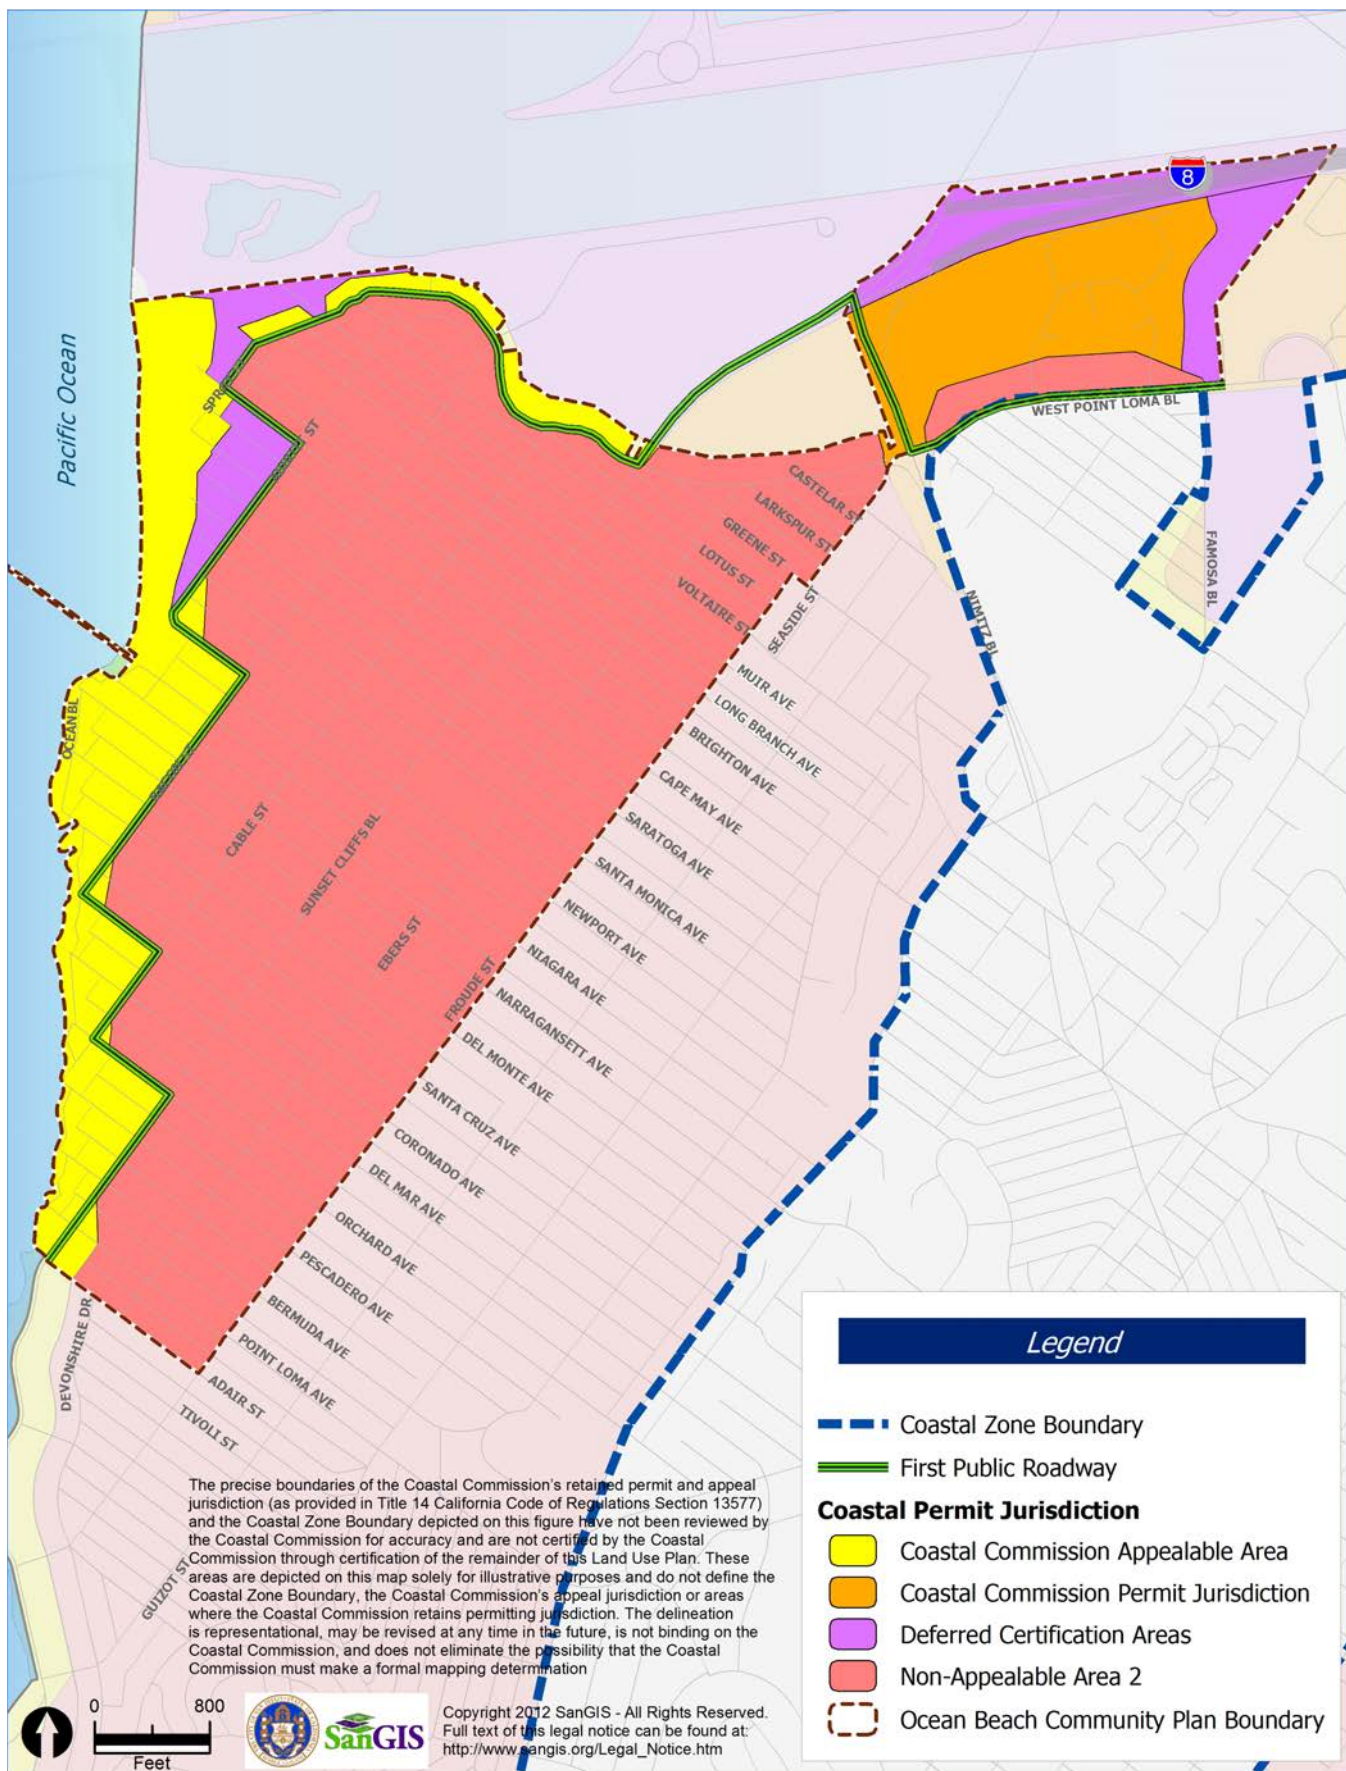 8
Pacific Ocean
WEST POINT LOMA BL
CASTELAR ST
LARKSPUR ST
GREENE ST
LOTUS ST
VOLTAIRE ST
SEASIDE ST
NIMITZ BL
FAMOSA BL
MUIR AVE
LONG BRANCH AVE
BRIGHTON AVE
CAPE MAY AVE
SARATOGA AVE
SANTA MONICA AVE
NEWPORT AVE
NIAGARA AVE
NARRAGANSETT AVE
DEL MONTE AVE
SANTA CRUZ AVE
CORONADO AVE
DEL MAR AVE
ORCHARD AVE
PESCADERO AVE
BERMUDA AVE
POINT LOMA AVE
ADAIR ST
TIVOLI ST
OCEAN BL
CABLE ST
SUNSET CLIFFS BL
EBERS ST
FROUDE ST
DEVONSHIRE DR
GUIZOT ST
The precise boundaries of the Coastal Commission's retained permit and appeal
jurisdiction (as provided in Title 14 California Code of Regulations Section 13577)
and the Coastal Zone Boundary depicted on this figure have not been reviewed by
the Coastal Commission for accuracy and are not certified by the Coastal
Commission through certification of the remainder of this Land Use Plan. These
areas are depicted on this map solely for illustrative purposes and do not define the
Coastal Zone Boundary, the Coastal Commission's appeal jurisdiction or areas
where the Coastal Commission retains permitting jurisdiction. The delineation
is representational, may be revised at any time in the future, is not binding on the
Coastal Commission, and does not eliminate the possibility that the Coastal
Commission must make a formal mapping determination
0 800
Feet
SanGIS
Copyright 2012 SanGIS - All Rights Reserved.
Full text of this legal notice can be found at:
http://www.sangis.org/Legal_Notice.htm
Legend
Coastal Zone Boundary
First Public Roadway
Coastal Permit Jurisdiction
Coastal Commission Appealable Area
Coastal Commission Permit Jurisdiction
Deferred Certification Areas
Non-Appealable Area 2
Ocean Beach Community Plan Boundary